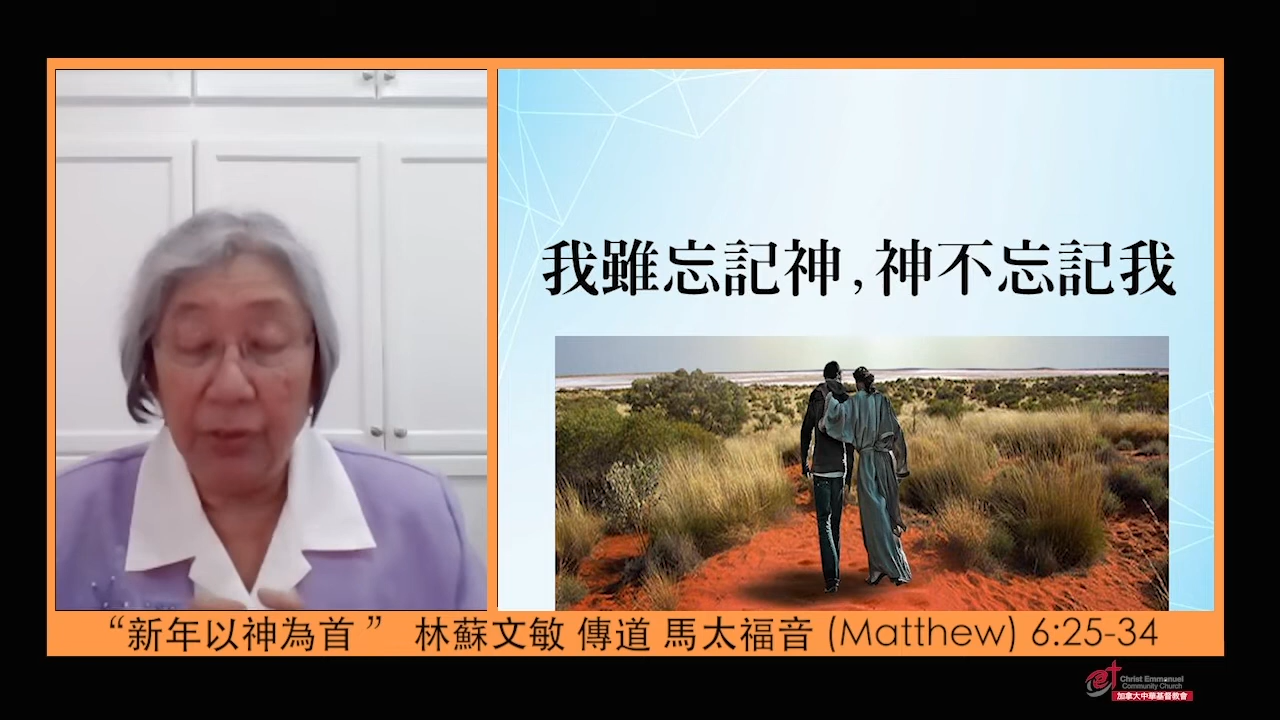 我雖忘記神，神不忘記我
“新年以神為首” 林蘇文敏 傳道 馬太福音 (Matthew) 6:25-34
Christ Emmanuel
Community Church
加拿大中華基督教會